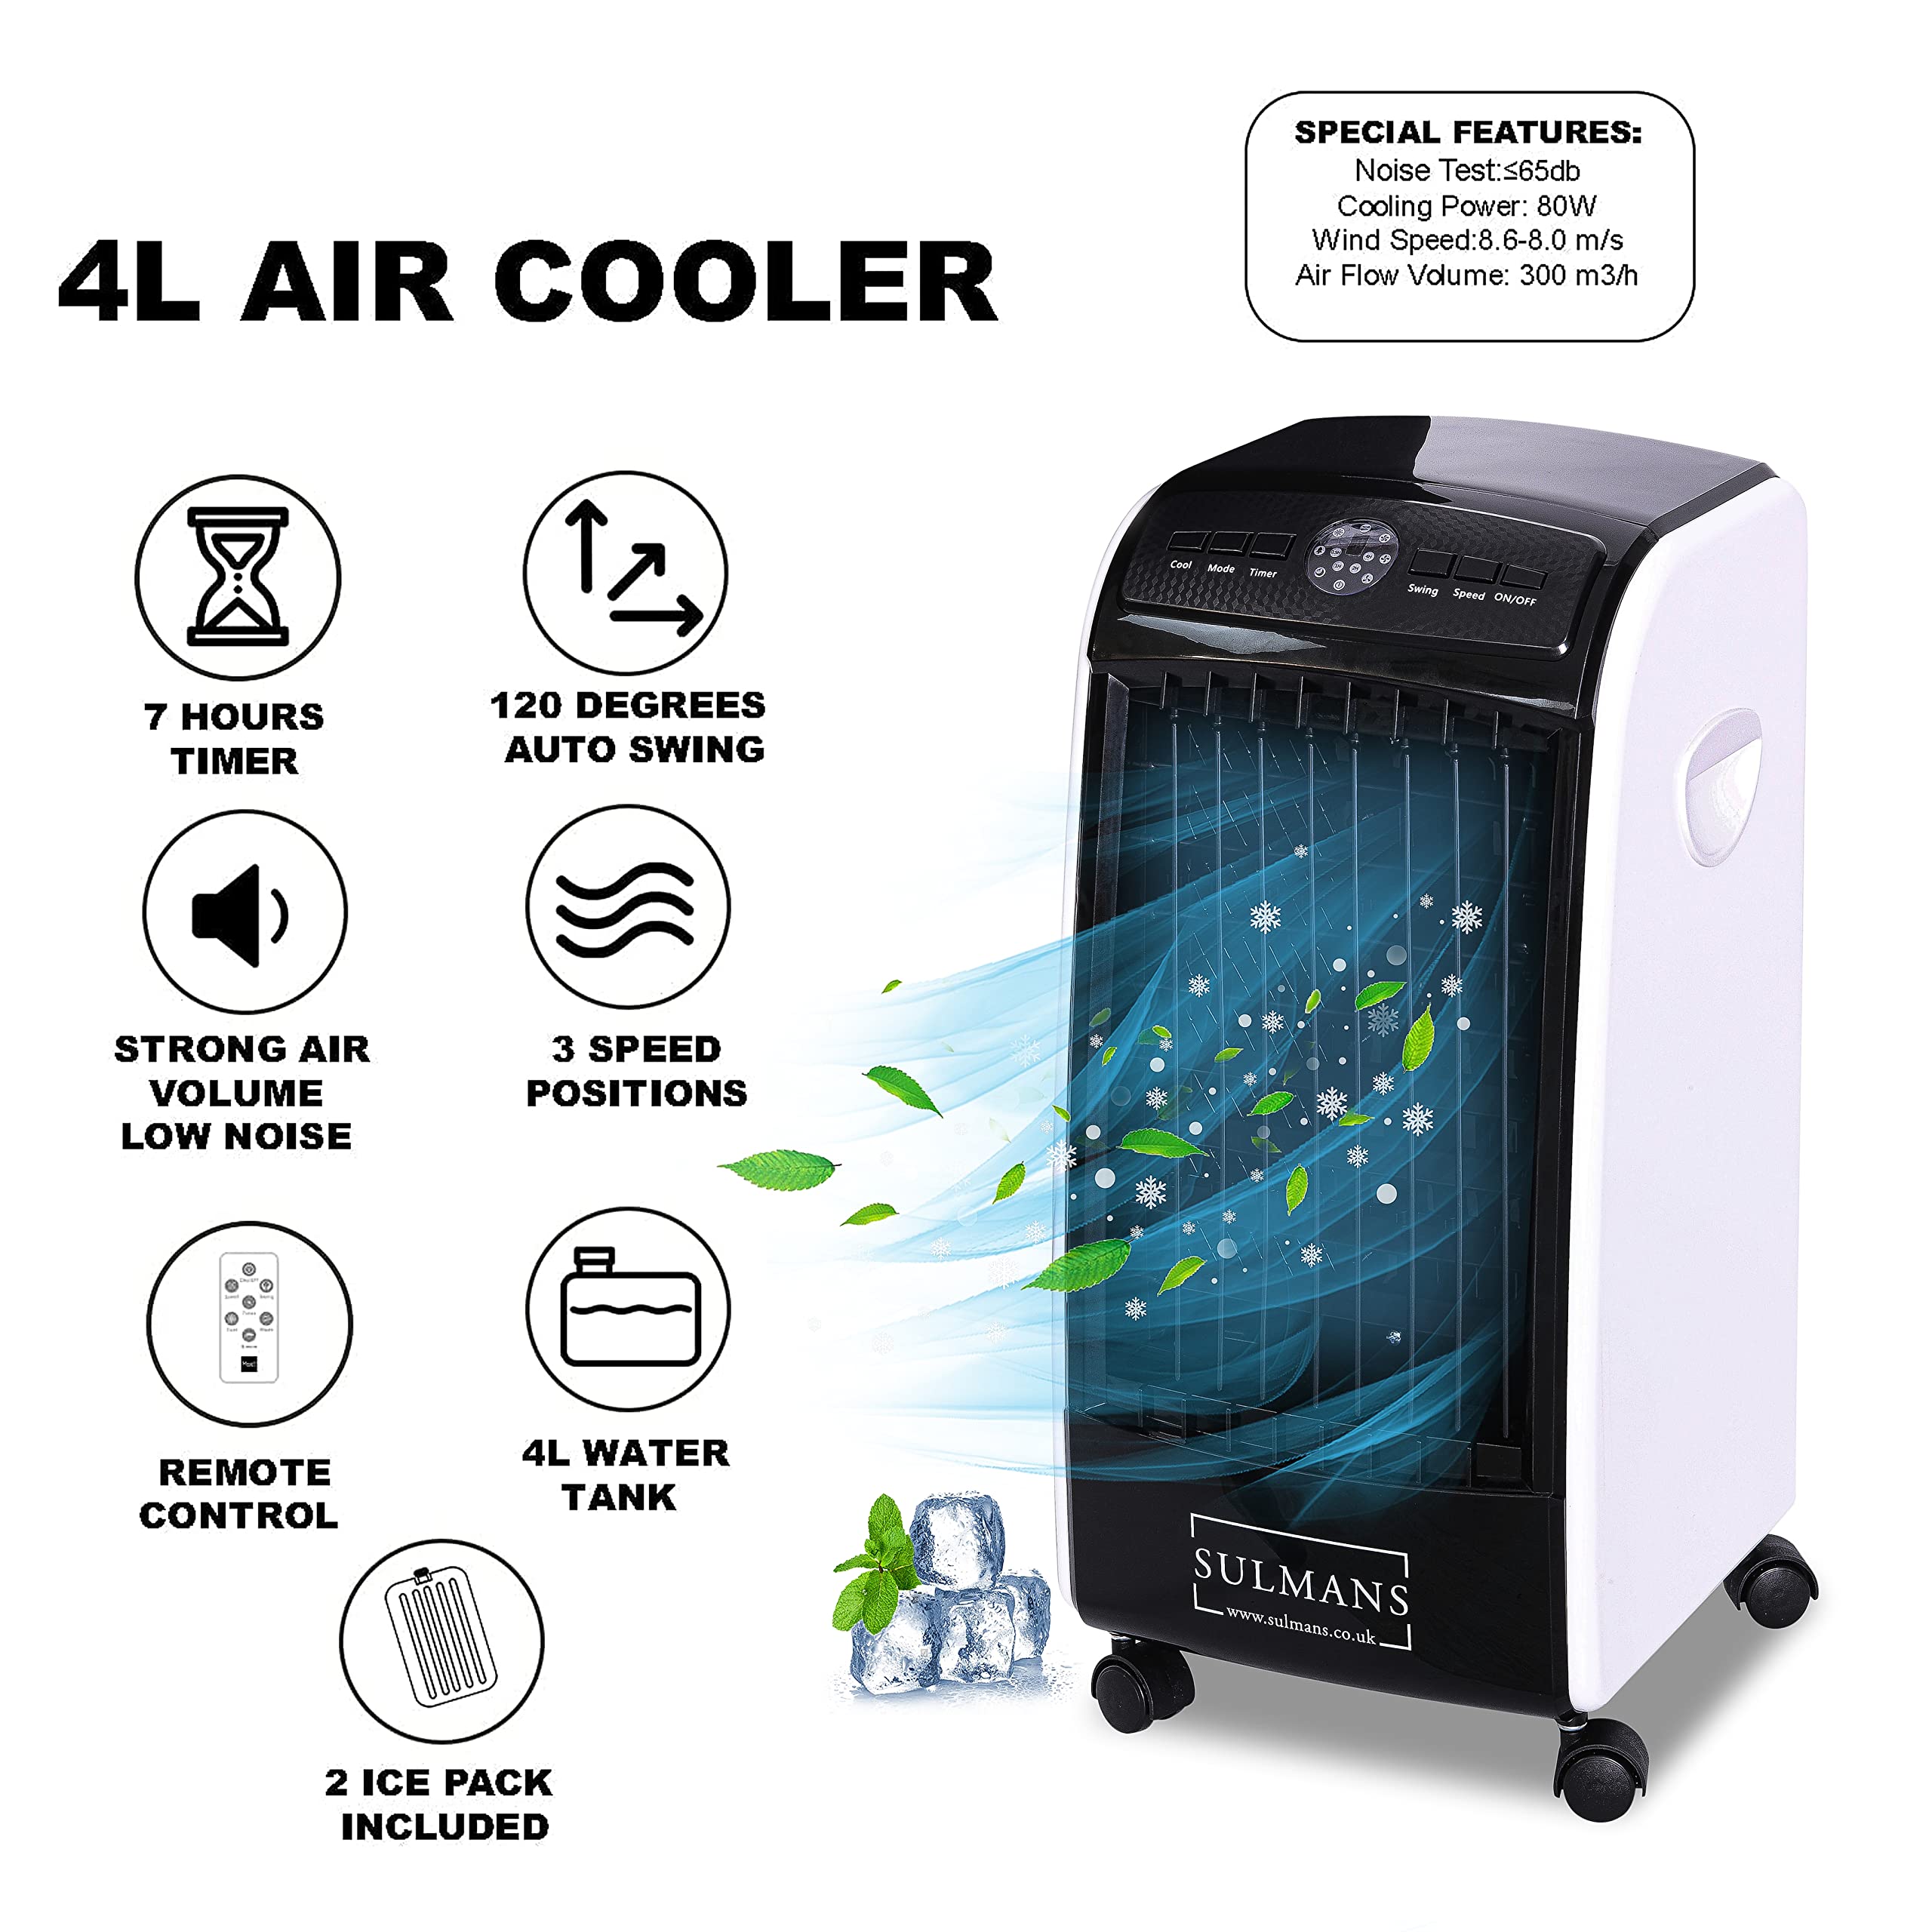 SPECIAL FEATURES:
Noise Test:≤65db
Cooling Power: 80W
Wind Speed:8.6-8.0 m/s
Air Flow Volume: 300 m3/h
4L AIR COOLER
7 HOURS
TIMER
120 DEGREES
AUTO SWING
STRONG AIR
VOLUME
LOW NOISE
3 SPEED
POSITIONS
REMOTE
CONTROL
4L WATER
TANK
2 ICE PACK
INCLUDED
Cool Mode Timer
Swing Speed ON/OFF
SULMANS
www.sulmans.co.uk